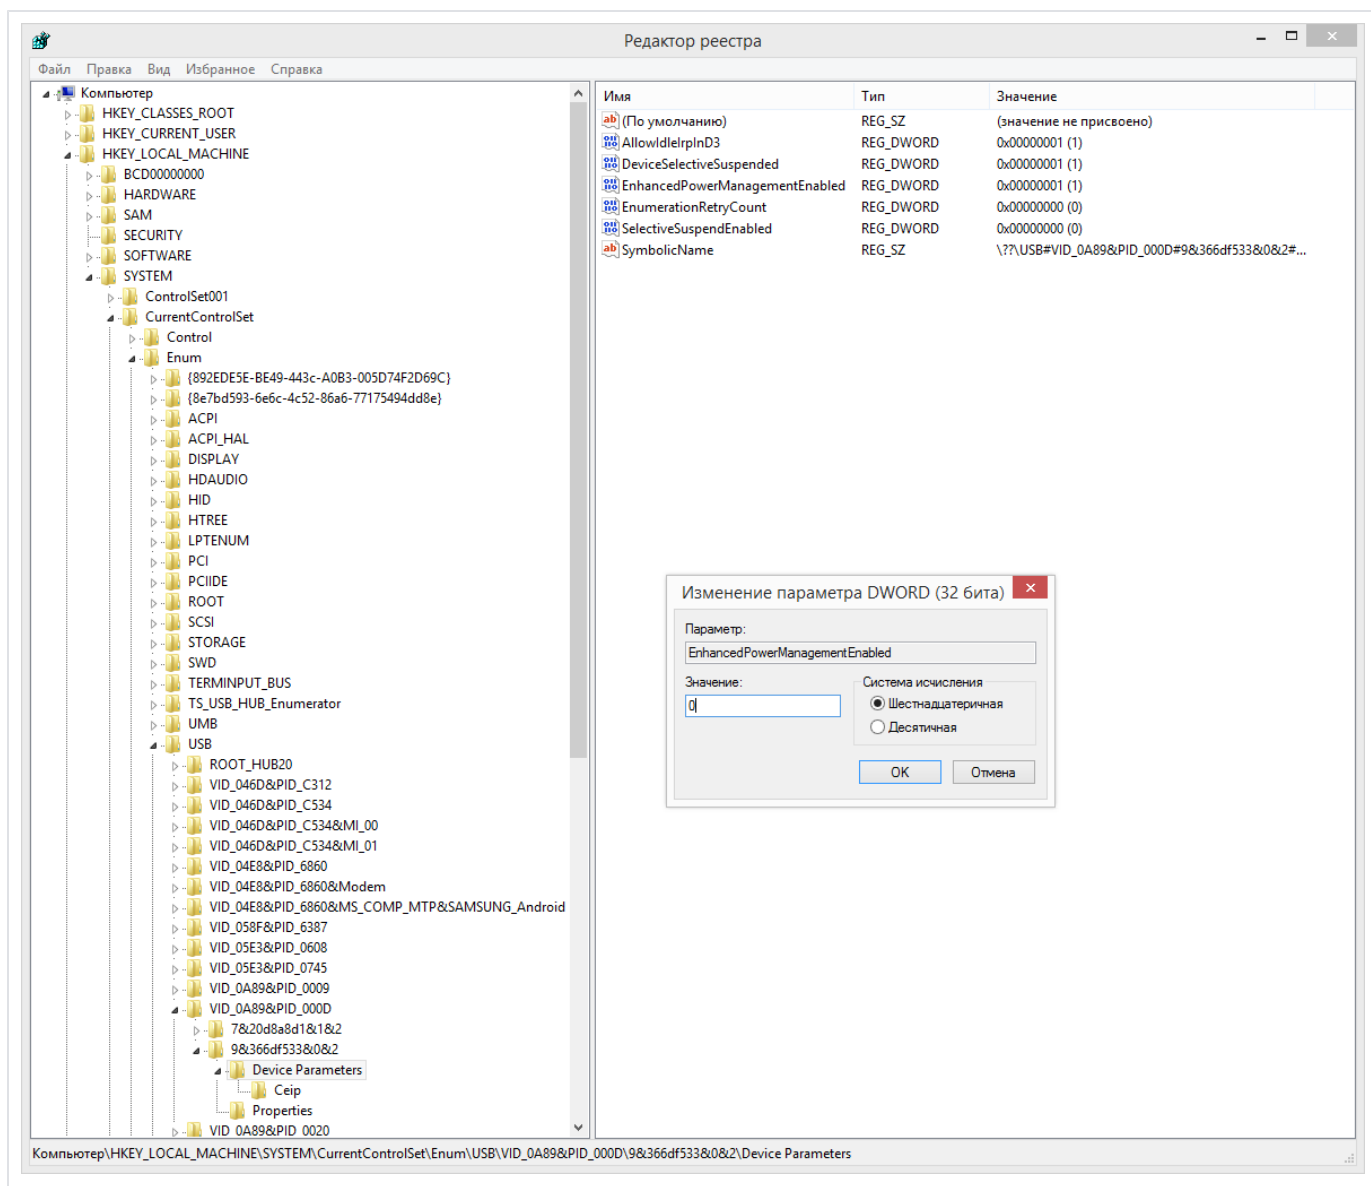 Редактор реестра
Файл Правка Вид Избранное Справка
Компьютер
HKEY_CLASSES_ROOT
HKEY_CURRENT_USER
HKEY_LOCAL_MACHINE
BCD00000000
HARDWARE
SAM
SECURITY
SOFTWARE
SYSTEM
ControlSet001
CurrentControlSet
Control
Enum
{892EDE5E-BE49-443c-A0B3-005D74F2D69C}
{8e7bd593-6e6c-4c52-86a6-77175494dd8e}
ACPI
ACPI_HAL
DISPLAY
HDAUDIO
HID
HTREE
LPTENUM
PCI
PCIIDE
ROOT
SCSI
STORAGE
SWD
TERMINPUT_BUS
TS_USB_HUB_Enumerator
UMB
USB
ROOT_HUB20
VID_046D&PID_C312
VID_046D&PID_C534
VID_046D&PID_C534&MI_00
VID_046D&PID_C534&MI_01
VID_04E8&PID_6860
VID_04E8&PID_6860&Modem
VID_04E8&PID_6860&MS_COMP_MTP&SAMSUNG_Android
VID_058F&PID_6387
VID_05E3&PID_0608
VID_05E3&PID_0745
VID_0A89&PID_0009
VID_0A89&PID_000D
7&20d8a8d1&1&2
9&366df533&0&2
Device Parameters
Ceip
Properties
VID_0A89&PID_0020
Имя Тип Значение
(По умолчанию) REG_SZ (значение не присвоено)
AllowIdleIrpInD3 REG_DWORD 0x00000001 (1)
DeviceSelectiveSuspended REG_DWORD 0x00000001 (1)
EnhancedPowerManagementEnabled REG_DWORD 0x00000001 (1)
EnumerationRetryCount REG_DWORD 0x00000000 (0)
SelectiveSuspendEnabled REG_DWORD 0x00000000 (0)
SymbolicName REG_SZ \??\USB#VID_0A89&PID_000D#9&366df533&0&2#...
Изменение параметра DWORD (32 бита)
Параметр:
EnhancedPowerManagementEnabled
Значение:
0
Система исчисления
Шестнадцатеричная
Десятичная
OK Отмена
Компьютер\HKEY_LOCAL_MACHINE\SYSTEM\CurrentControlSet\Enum\USB\VID_0A89&PID_000D\9&366df533&0&2\Device Parameters